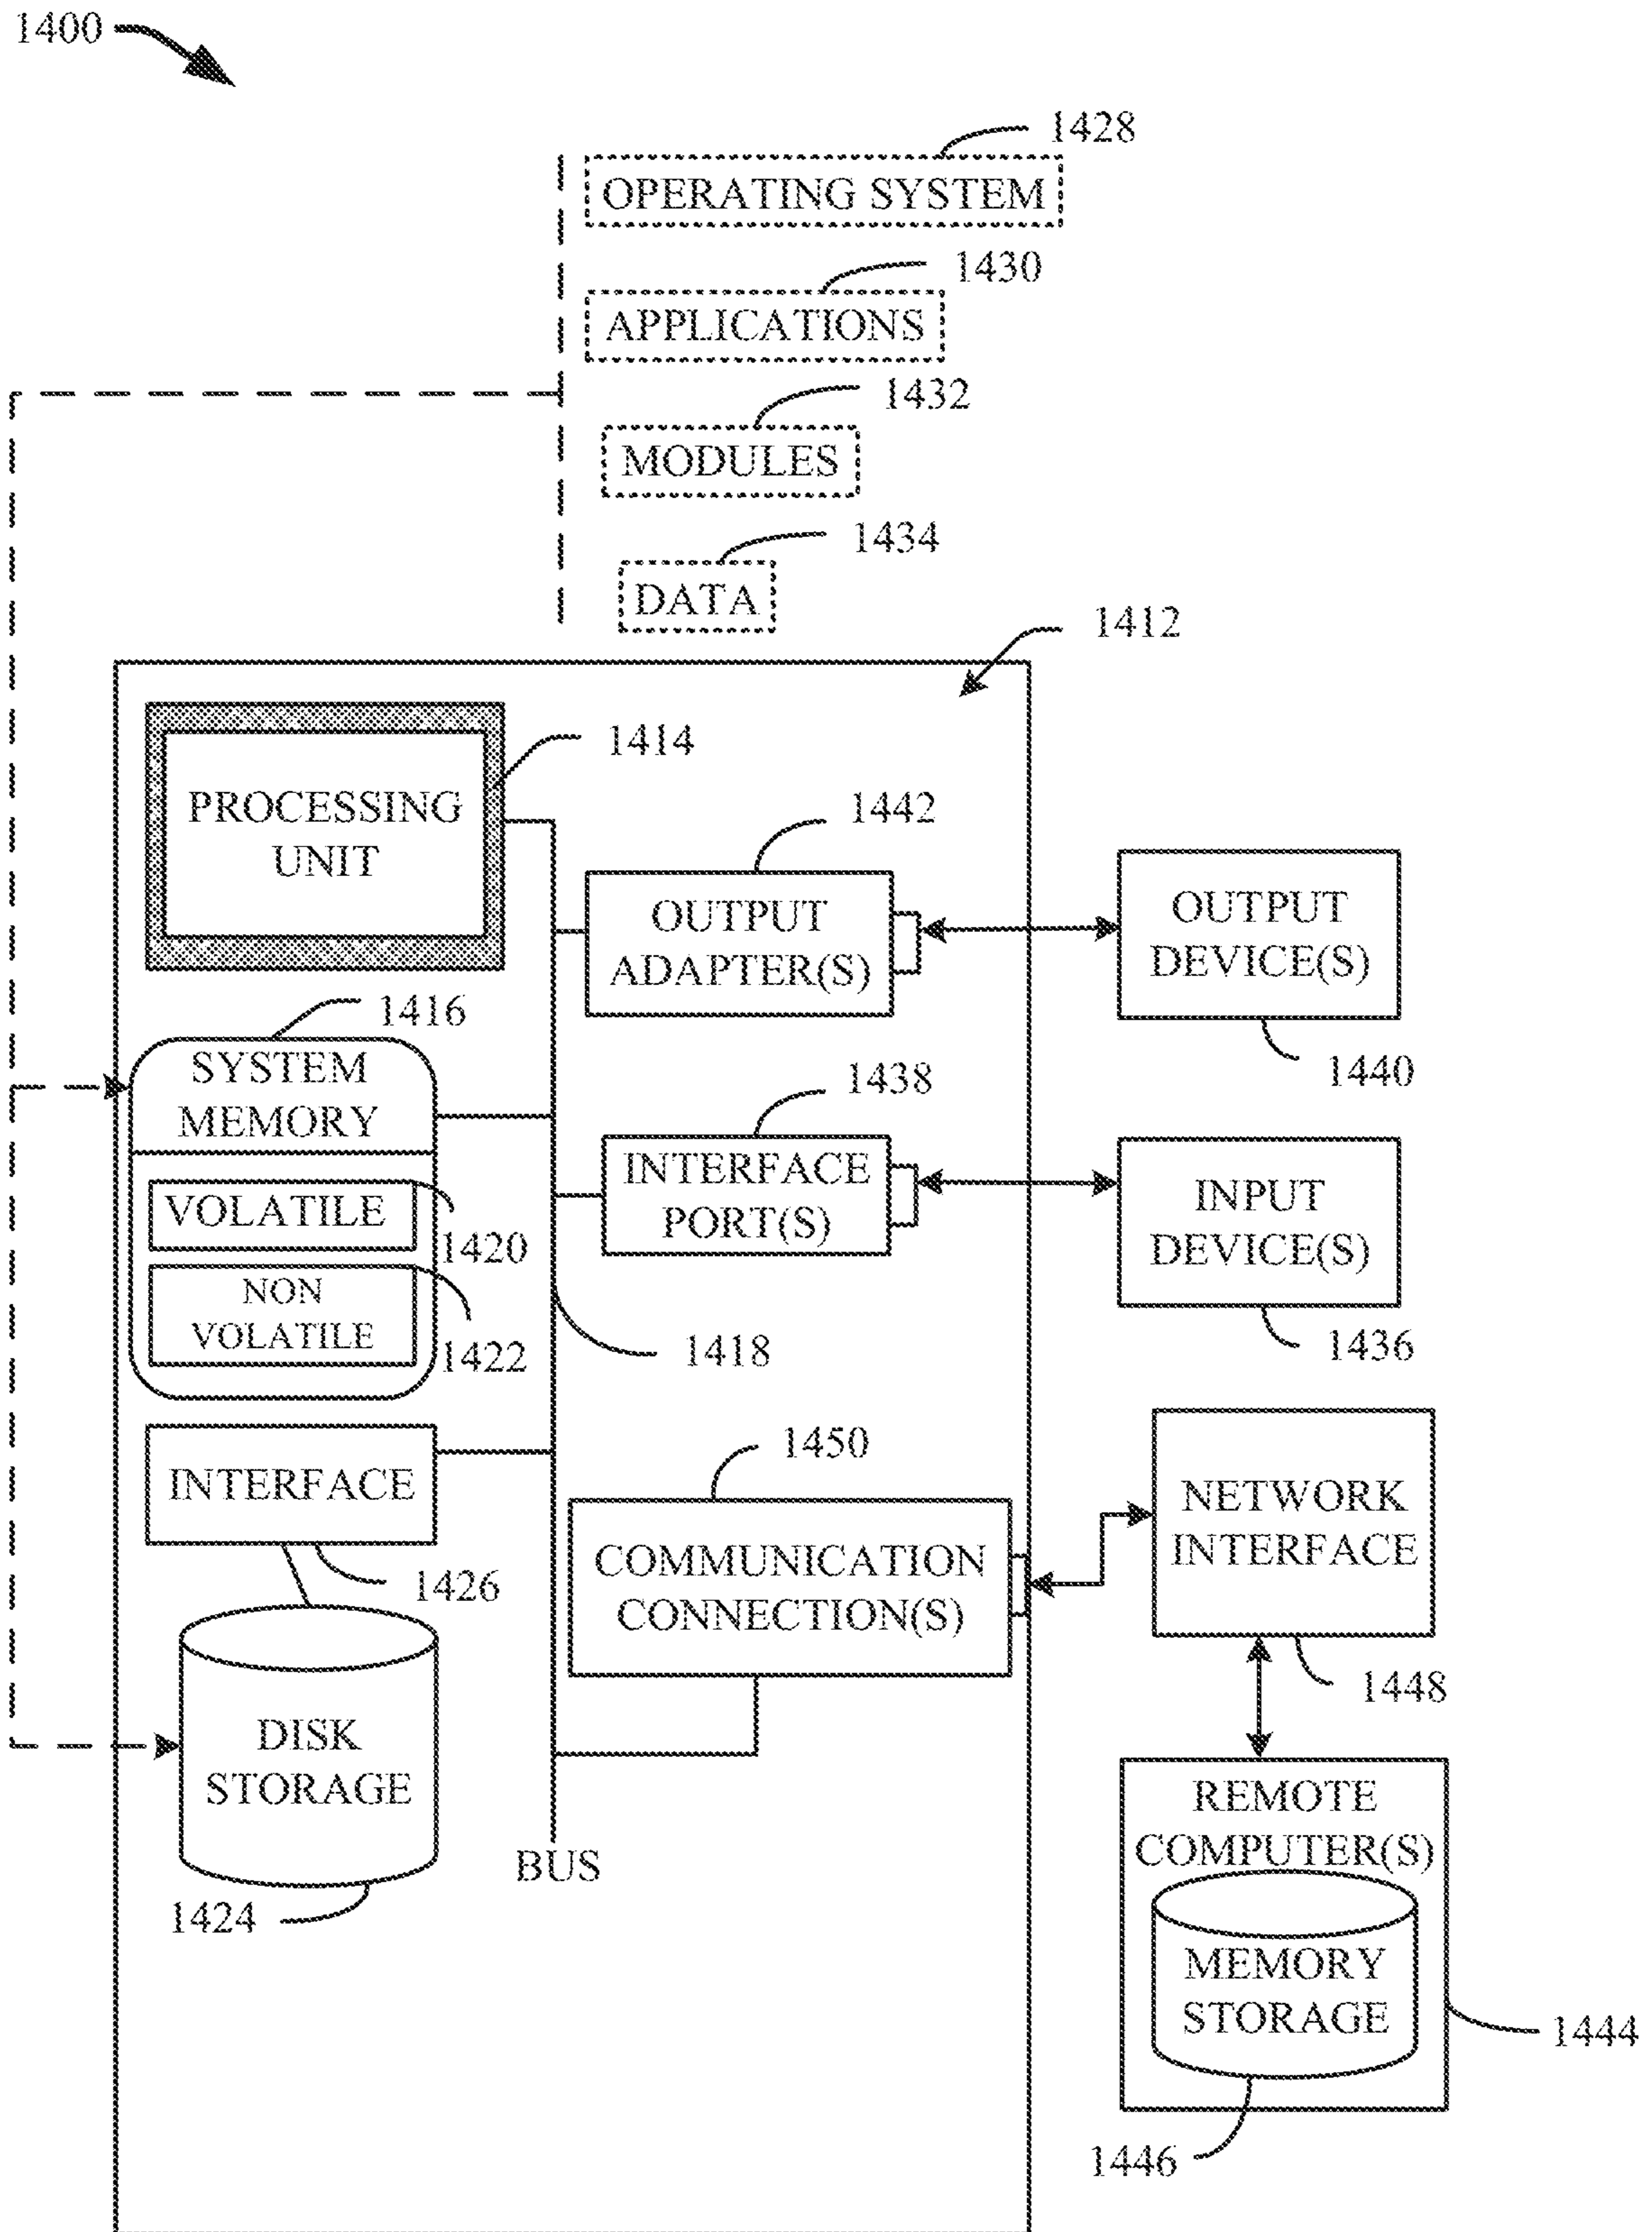 1400
1428
OPERATING SYSTEM
1430
APPLICATIONS
1432
MODULES
1434
DATA
1412
1414
PROCESSING
UNIT
1442
OUTPUT
ADAPTER(S)
OUTPUT
DEVICE(S)
1440
1416
SYSTEM
MEMORY
VOLATILE
1420
NON
VOLATILE
1422
1438
INTERFACE
PORT(S)
INPUT
DEVICE(S)
1436
1418
INTERFACE
1426
1450
COMMUNICATION
CONNECTION(S)
NETWORK
INTERFACE
1448
DISK
STORAGE
1424
BUS
REMOTE
COMPUTER(S)
MEMORY
STORAGE
1444
1446